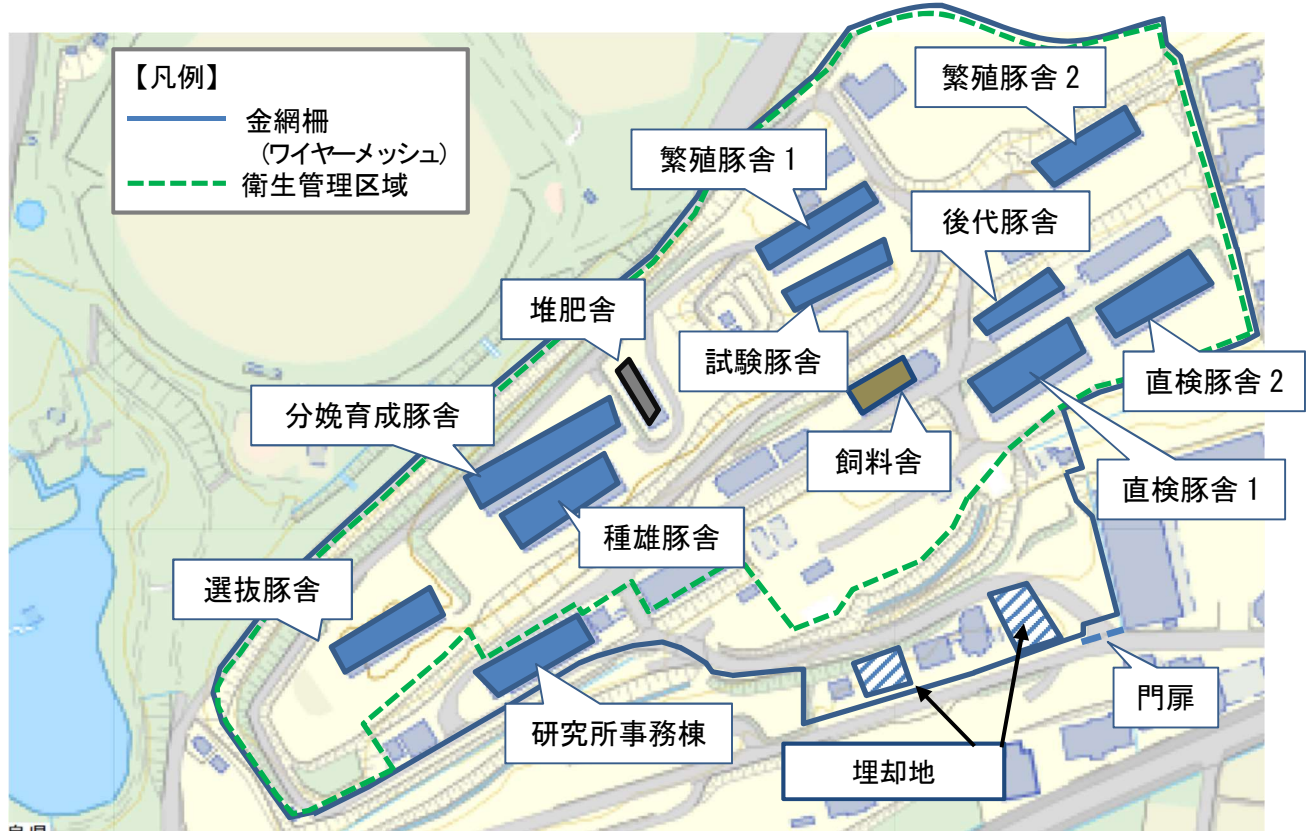 【凡例】
金網柵
(ワイヤーメッシュ)
衛生管理区域
繁殖豚舎2
繁殖豚舎1
後代豚舎
堆肥舎
試験豚舎
直検豚舎2
分娩育成豚舎
飼料舎
直検豚舎1
種雄豚舎
選抜豚舎
門扉
研究所事務棟
埋却地